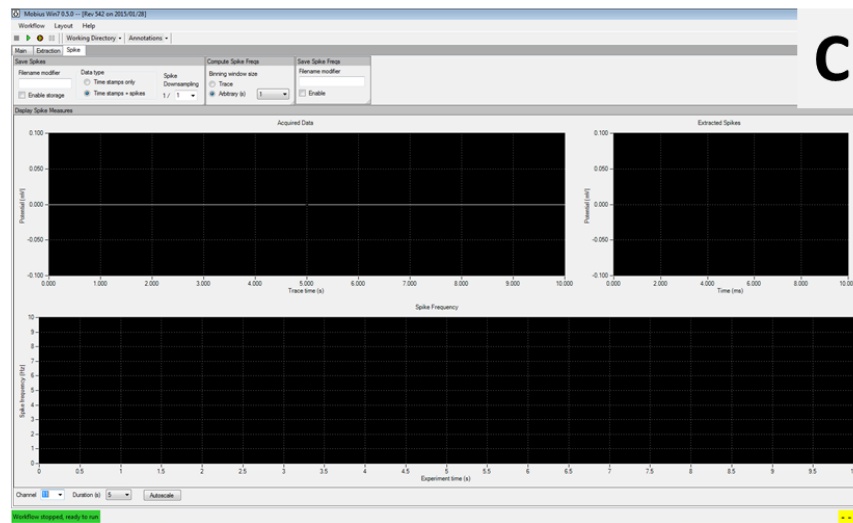 Mobius Win7 0.5.0 --- [Rev 542 on 2015/01/28]
C
Workflow Layout Help
Working Directory Annotations
Main Extraction Spike
Save Spikes
Filename modifier
Enable storage
Data type
Time stamps only
Time stamps + spikes
Spike
Downsampling
1 / 1
Compute Spike Freqs
Binning window size
Trace
Arbitrary (s) 1
Save Spike Freqs
Filename modifier
Enable
Display Spike Measures
Acquired Data
Potential (mV)
0.100
0.050
0.000
-0.050
-0.100
0.000 1.000 2.000 3.000 4.000 5.000 6.000 7.000 8.000 9.000 10.000
Trace time (s)
Extracted Spikes
Potential (mV)
0.100
0.050
0.000
-0.050
-0.100
0.000 2.000 4.000 6.000 8.000 10.00
Time (ms)
Spike Frequency
Spike frequency (Hz)
10
9
8
7
6
5
4
3
2
1
0
0 0.5 1 1.5 2 2.5 3 3.5 4 4.5 5 5.5 6 6.5 7 7.5 8 8.5 9 9.5 1
Experiment time (s)
Channel 11 Duration (s) 5 Autoscale
Workflow stopped, ready to run
- -